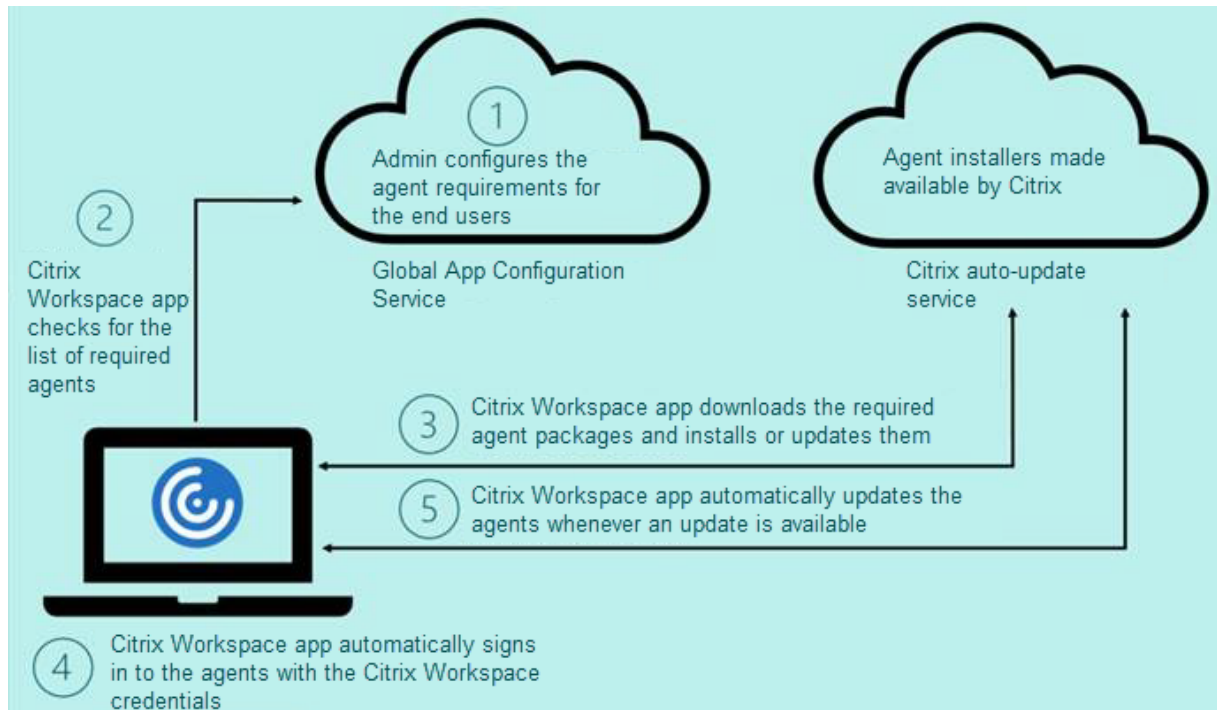 1
Admin configures the
agent requirements for
the end users
Global App Configuration
Service
Agent installers made
available by Citrix
Citrix auto-update
service
2
Citrix
Workspace app
checks for the
list of required
agents
3
Citrix Workspace app downloads the required
agent packages and installs or updates them
5
Citrix Workspace app automatically updates the
agents whenever an update is available
4
Citrix Workspace app automatically signs
in to the agents with the Citrix Workspace
credentials